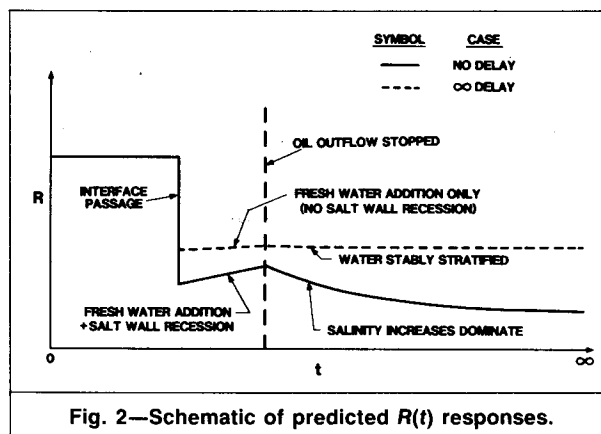 SYMBOL CASE
NO DELAY
∞ DELAY
OIL OUTFLOW STOPPED
FRESH WATER ADDITION ONLY
(NO SALT WALL RECESSION)
INTERFACE
PASSAGE
R
WATER STABLY STRATIFIED
FRESH WATER ADDITION
+SALT WALL RECESSION
SALINITY INCREASES DOMINATE
0
t
∞
Fig. 2—Schematic of predicted R(t) responses.